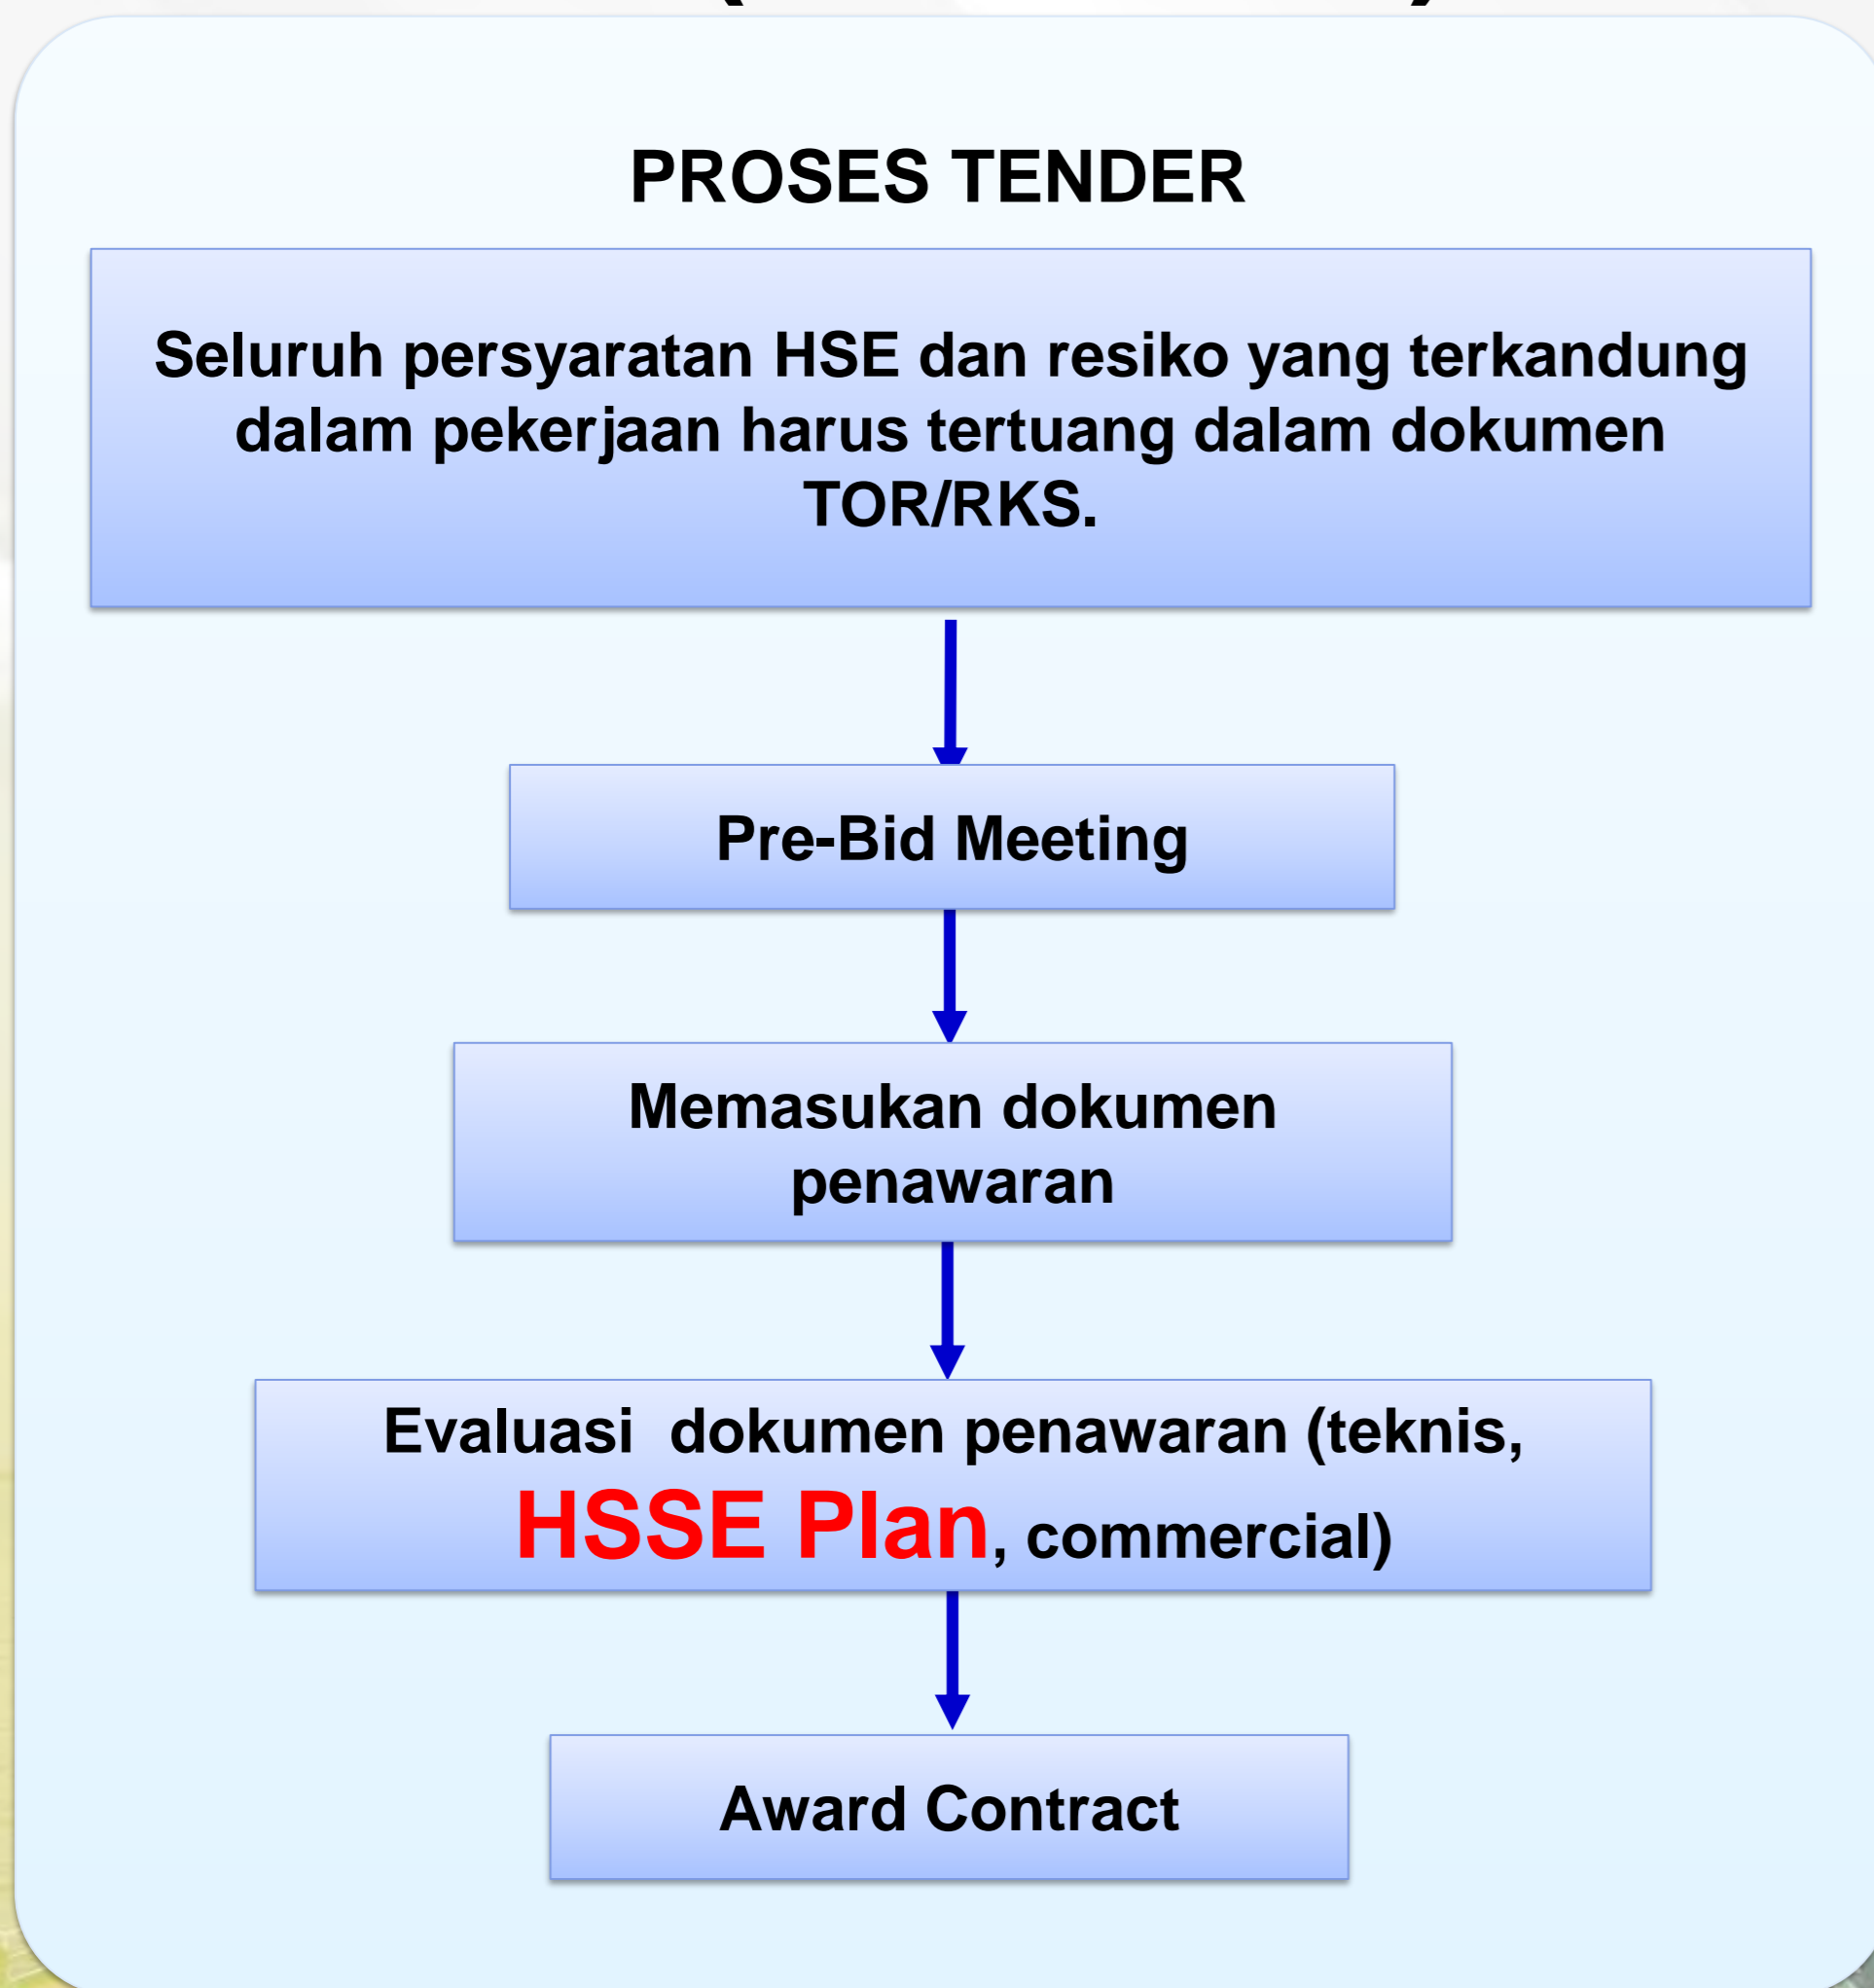 PROSES TENDER
Seluruh persyaratan HSE dan resiko yang terkandung
dalam pekerjaan harus tertuang dalam dokumen
TOR/RKS.
Pre-Bid Meeting
Memasukan dokumen
penawaran
Evaluasi  dokumen penawaran (teknis,
HSSE Plan, commercial)
Award Contract